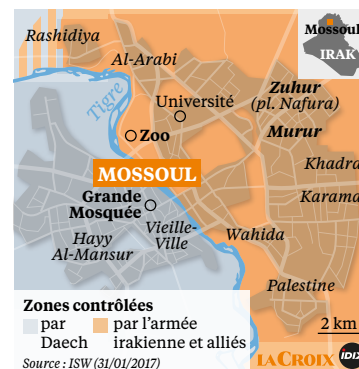 Mossoul
IRAK
Rashidiya
Al-Arabi
Tigre
Université
Zuhur
(pl. Nafura)
Zoo
Murur
MOSSOUL
Khadra
Karama
Grande
Mosquée
Vieille-
Ville
Hayy
Al-Mansur
Wahida
Palestine
Zones contrôlées
par
Daech
par l'armée
irakienne et alliés
Source : ISW (31/01/2017)
2 km
LA CROIX
IDIX